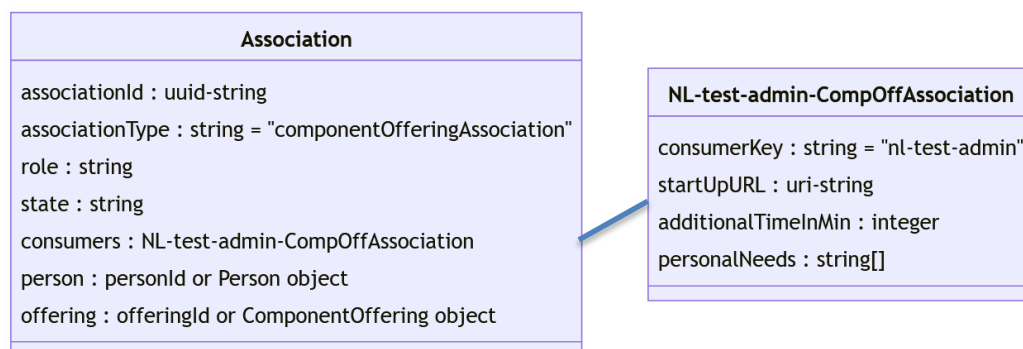 Association
associationId : uuid-string
associationType : string = "componentOfferingAssociation"
role : string
state : string
consumers : NL-test-admin-CompOffAssociation
person : personId or Person object
offering : offeringId or ComponentOffering object
NL-test-admin-CompOffAssociation
consumerKey : string = "nl-test-admin"
startUpURL : uri-string
additionalTimeInMin : integer
personalNeeds : string[]